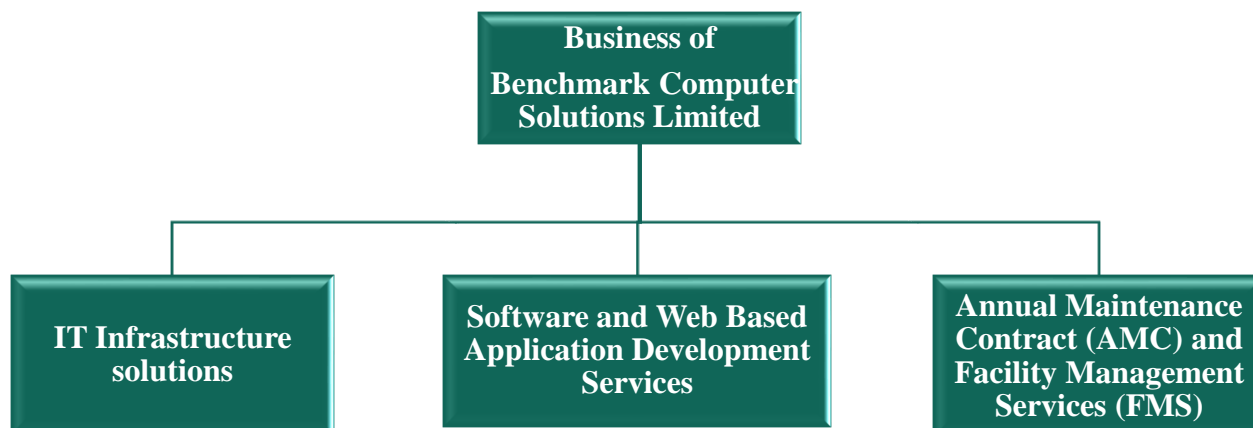 Business of
Benchmark Computer
Solutions Limited
IT Infrastructure
solutions
Software and Web Based
Application Development
Services
Annual Maintenance
Contract (AMC) and
Facility Management
Services (FMS)